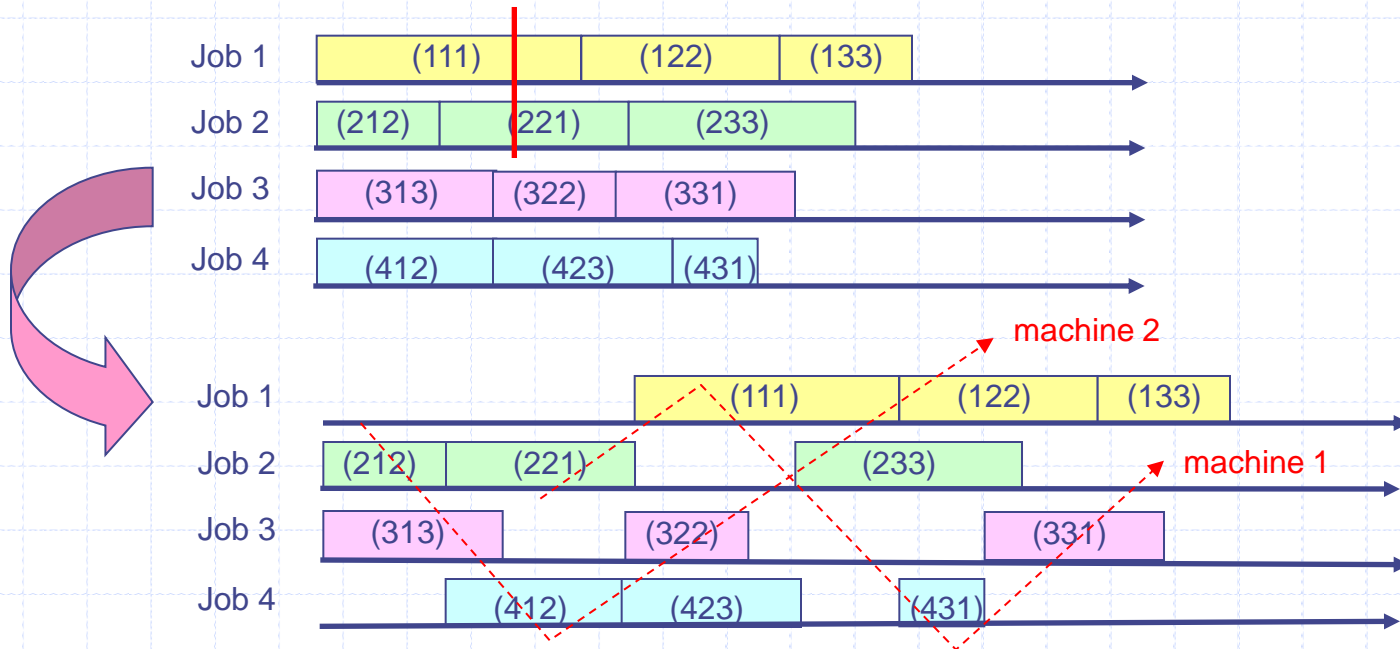 Job 1 (111) (122) (133)
Job 2 (212) (221) (233)
Job 3 (313) (322) (331)
Job 4 (412) (423) (431)
machine 2
Job 1 (111) (122) (133)
Job 2 (212) (221) (233) machine 1
Job 3 (313) (322) (331)
Job 4 (412) (423) (431)